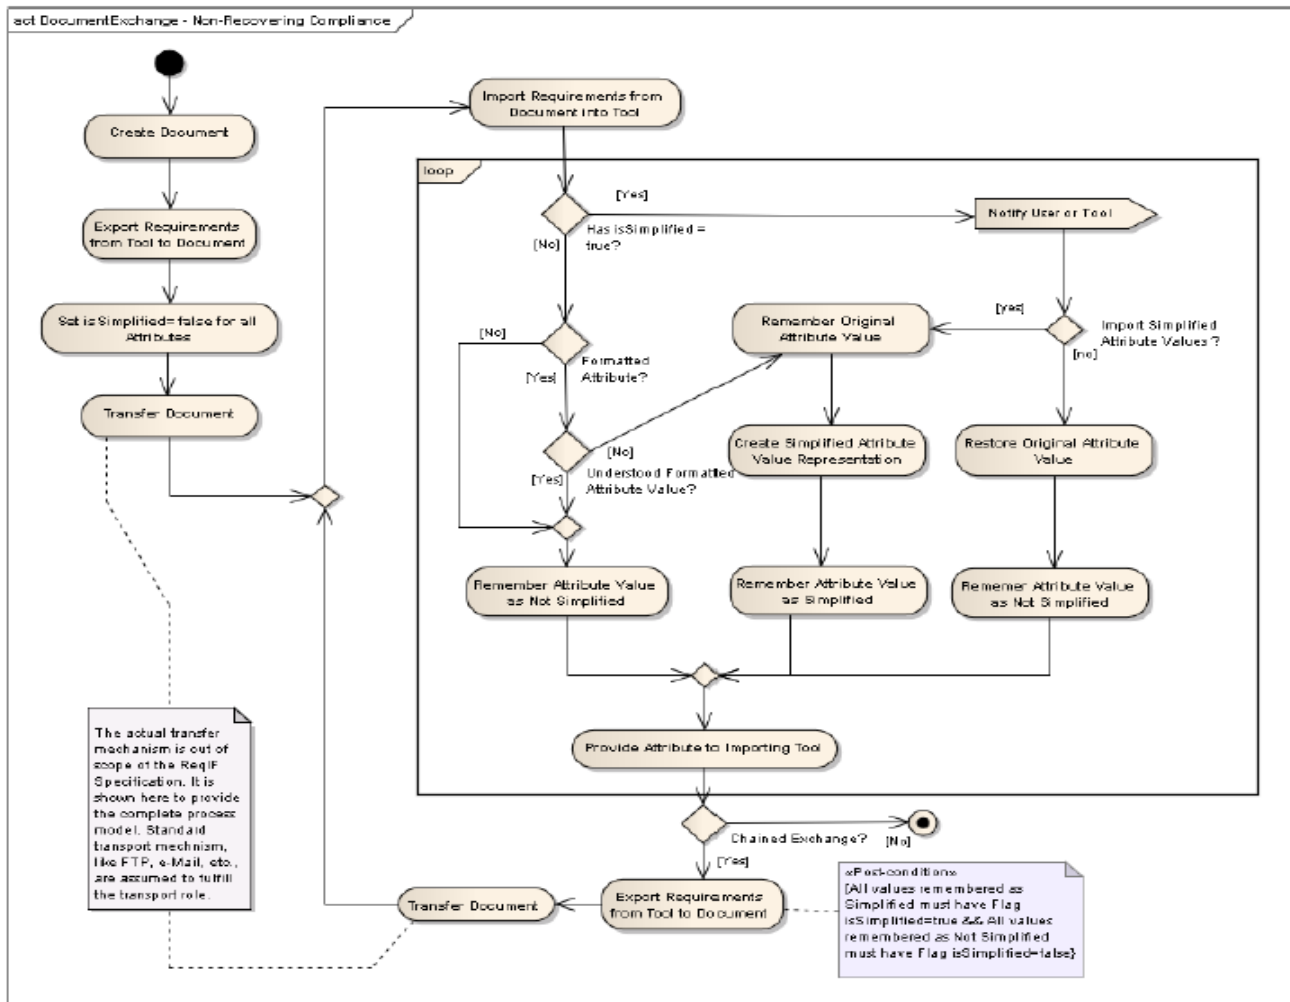 act DocumentExchange - Non-Recovering Compliance
Create Document
Export Requirements
from Tool to Document
Set isSimplified= false for all
Attributes
Transfer Document
Import Requirements from
Document into Tool
loop
[Yes]
Has isSimplified =
true?
[No]
Notify User or Tool
[No]
Formatted
Attribute?
[Yes]
Remember Original
Attribute Value
[yes]
Import Simplified
Attribute Values ?
[no]
[No]
Understood Formatted
Attribute Value?
[Yes]
Create Simplified Attribute
Value Representation
Restore Original Attribute
Value
Remember Attribute Value
as Not Simplified
Remember Attribute Value
as Simplified
Rememer Attribute Value
as Not Simplified
Provide Attribute to Importing Tool
Chained Exchange?
[No]
[Yes]
Export Requirements
from Tool to Document
Transfer Document
The actual transfer
mechanism is out of
scope of the ReqIF
Specification. It is
shown here to provide
the complete process
model. Standard
transport mechnism,
like FTP, e-Mail, etc.,
are assumed to fulfill
the transport role.
«Post-condition»
[All values remembered as
Simplified must have Flag
isSimplified=true && All values
remembered as Not Simplified
must have Flag isSimplified=false}